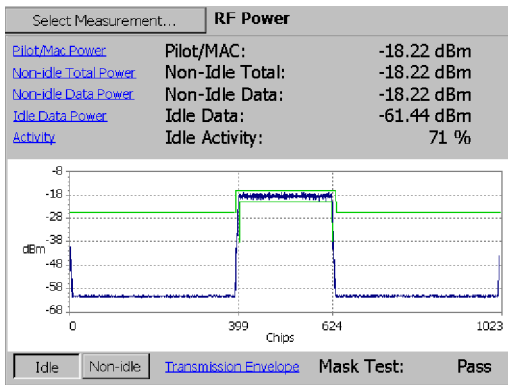 Select Measurement... RF Power
Pilot/Mac Power Pilot/MAC: -18.22 dBm
Non-idle Total Power Non-Idle Total: -18.22 dBm
Non-idle Data Power Non-Idle Data: -18.22 dBm
Idle Data Power Idle Data: -61.44 dBm
Activity Idle Activity: 71 %
-8
-18
-28
-38
dBm
-48
-58
-68
0 399 624 1023
Chips
Idle Non-idle Transmission Envelope Mask Test: Pass